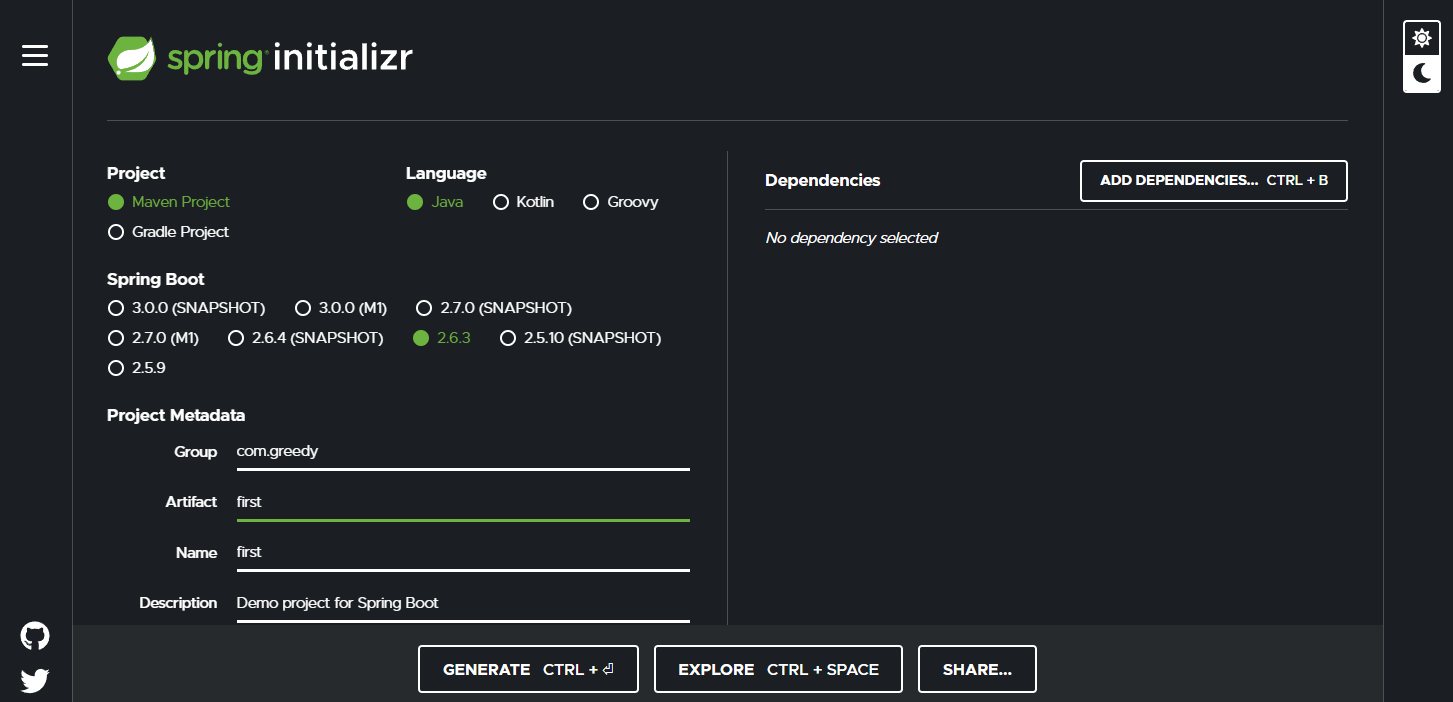 spring initializr
Project
Maven Project
Gradle Project
Language
Java Kotlin Groovy
Spring Boot
3.0.0 (SNAPSHOT) 3.0.0 (M1) 2.7.0 (SNAPSHOT)
2.7.0 (M1) 2.6.4 (SNAPSHOT) 2.6.3 2.5.10 (SNAPSHOT)
2.5.9
Project Metadata
Group com.greedy
Artifact first
Name first
Description Demo project for Spring Boot
Dependencies
ADD DEPENDENCIES... CTRL + B
No dependency selected
GENERATE CTRL + ⏎
EXPLORE CTRL + SPACE
SHARE...